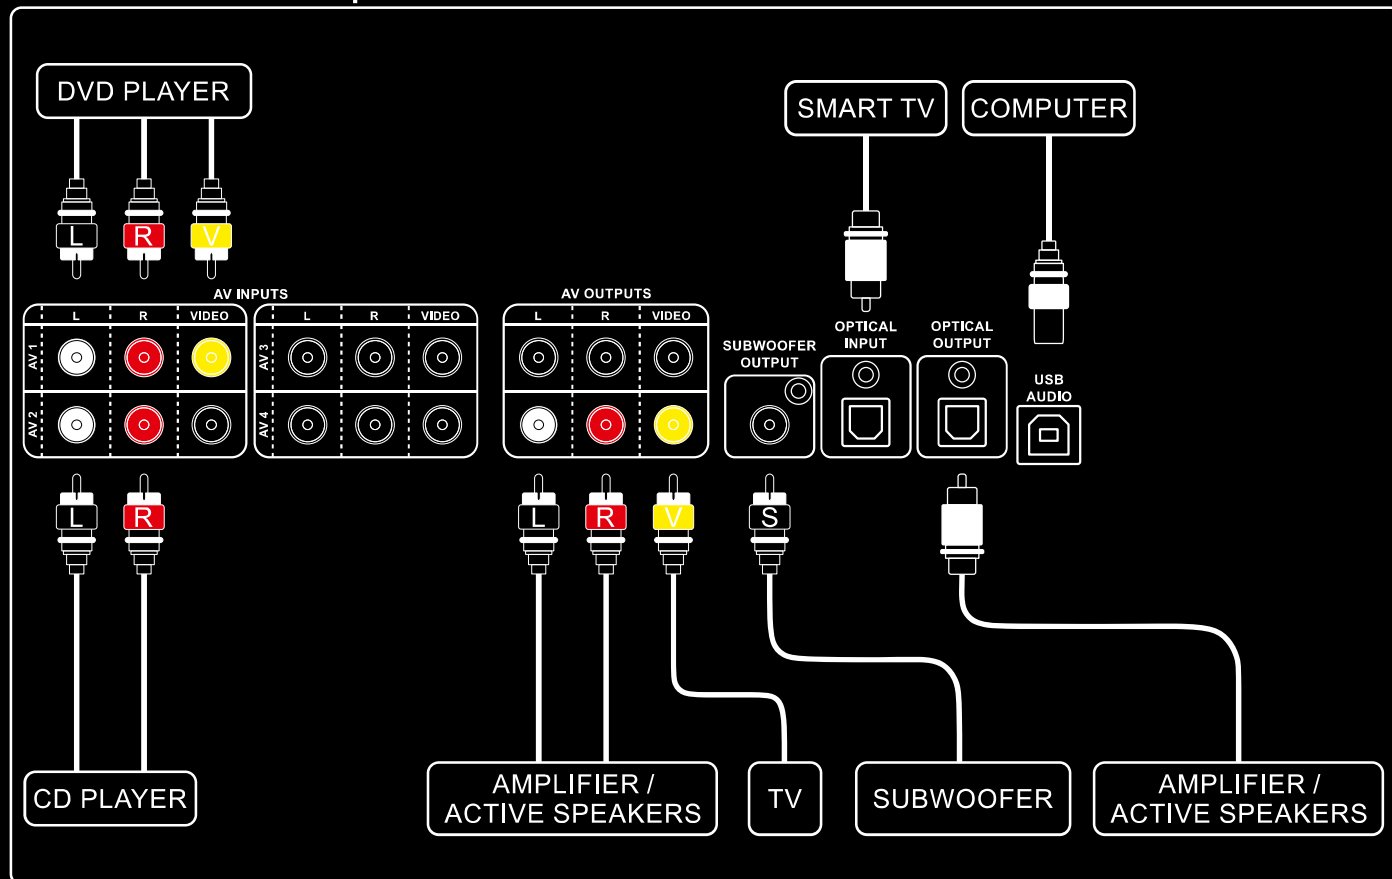 DVD PLAYER
SMART TV
COMPUTER
L
R
V
AV INPUTS
AV OUTPUTS
L
R
VIDEO
L
R
VIDEO
L
R
VIDEO
AV 1
AV 3
SUBWOOFER
OUTPUT
OPTICAL
INPUT
OPTICAL
OUTPUT
USB
AUDIO
AV 2
AV 4
L
R
L
R
V
S
CD PLAYER
AMPLIFIER /
ACTIVE SPEAKERS
TV
SUBWOOFER
AMPLIFIER /
ACTIVE SPEAKERS